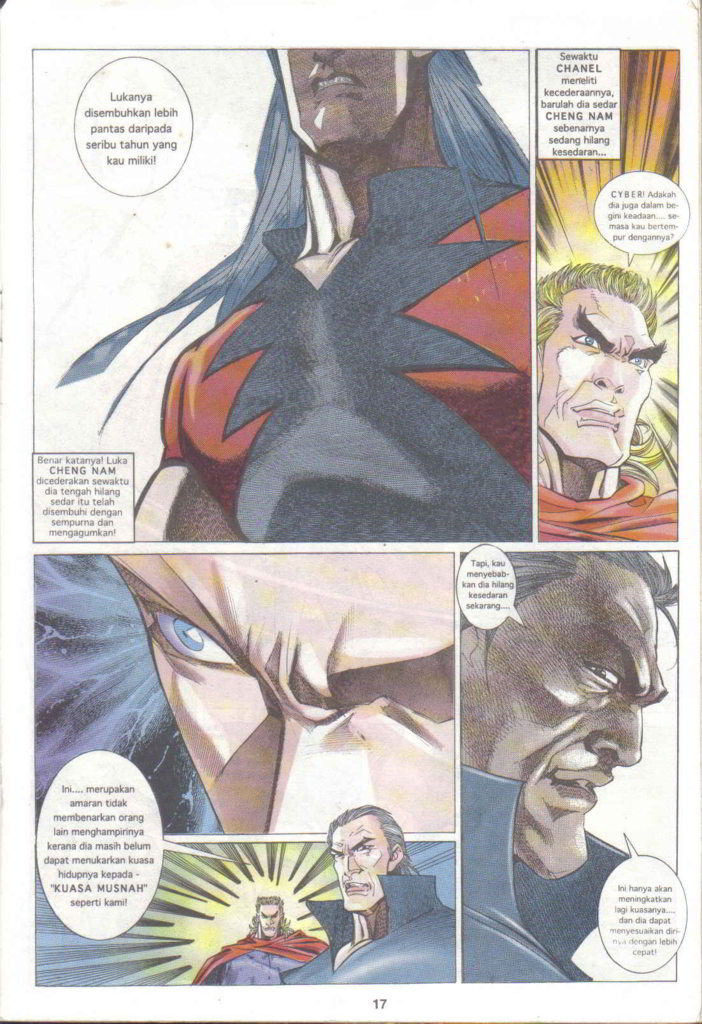 Lukanya
disembuhkan lebih
pantas daripada
seribu tahun yang
kau miliki!
Sewaktu
CHANEL
meneliti
kecederaannya,
barulah dia sedar
CHENG NAM
sebenarnya
sedang hilang
kesedaran...
CYBER! Adakah
dia juga dalam be-
gini keadaan.... se-
masa kau bertem-
pur dengannya?
Benar katanya! Luka
CHENG NAM
dicederakan sewaktu
dia tengah hilang
sedar itu telah
disembuhi dengan
sempurna dan
mengagumkan!
Tapi, kau
menyebab-
kan dia hilang
kesedaran
sekarang....
Ini.... merupakan
amaran tidak
membenarkan orang
lain menghampirinya
kerana dia masih belum
dapat menukarkan kuasa
hidupnya kepada -
"KUASA MUSNAH"
seperti kami!
Ini hanya akan
meningkatkan
lagi kuasanya....
dan dia dapat
menyesuaikan diri-
nya dengan lebih
cepat!
17